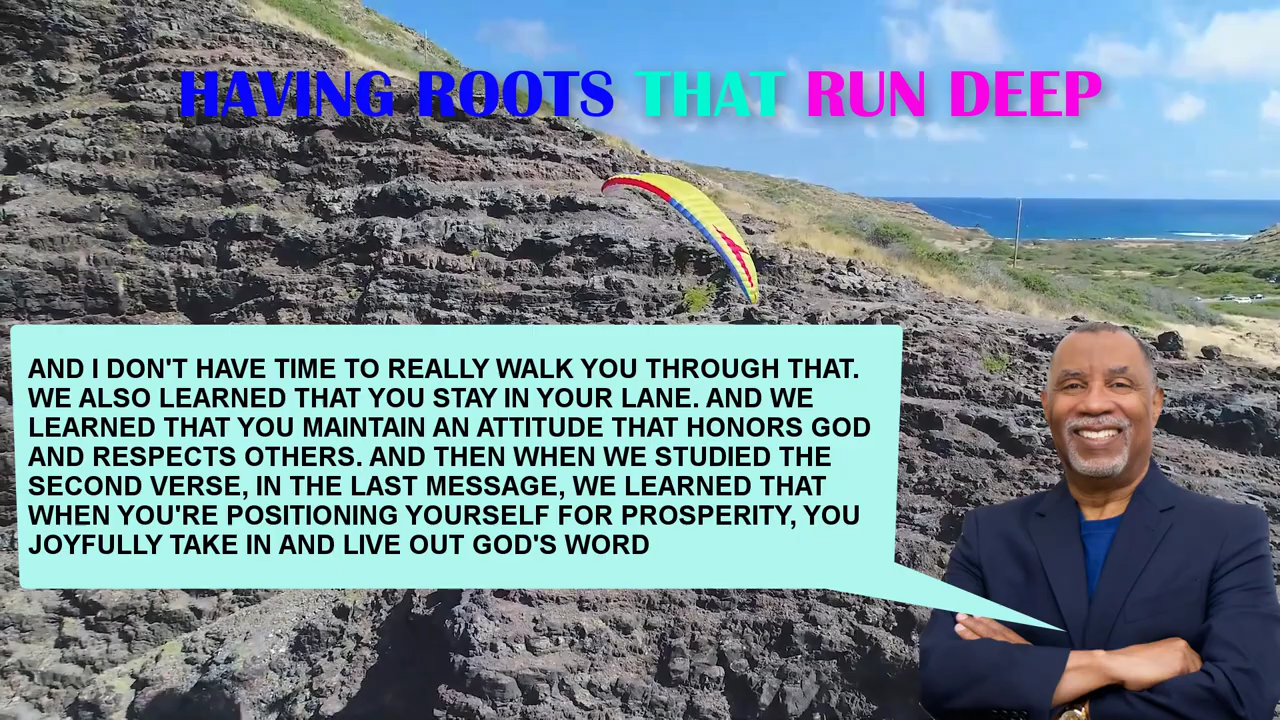 HAVING ROOTS THAT RUN DEEP
AND I DON'T HAVE TIME TO REALLY WALK YOU THROUGH THAT.
WE ALSO LEARNED THAT YOU STAY IN YOUR LANE. AND WE
LEARNED THAT YOU MAINTAIN AN ATTITUDE THAT HONORS GOD
AND RESPECTS OTHERS. AND THEN WHEN WE STUDIED THE
SECOND VERSE, IN THE LAST MESSAGE, WE LEARNED THAT
WHEN YOU'RE POSITIONING YOURSELF FOR PROSPERITY, YOU
JOYFULLY TAKE IN AND LIVE OUT GOD'S WORD